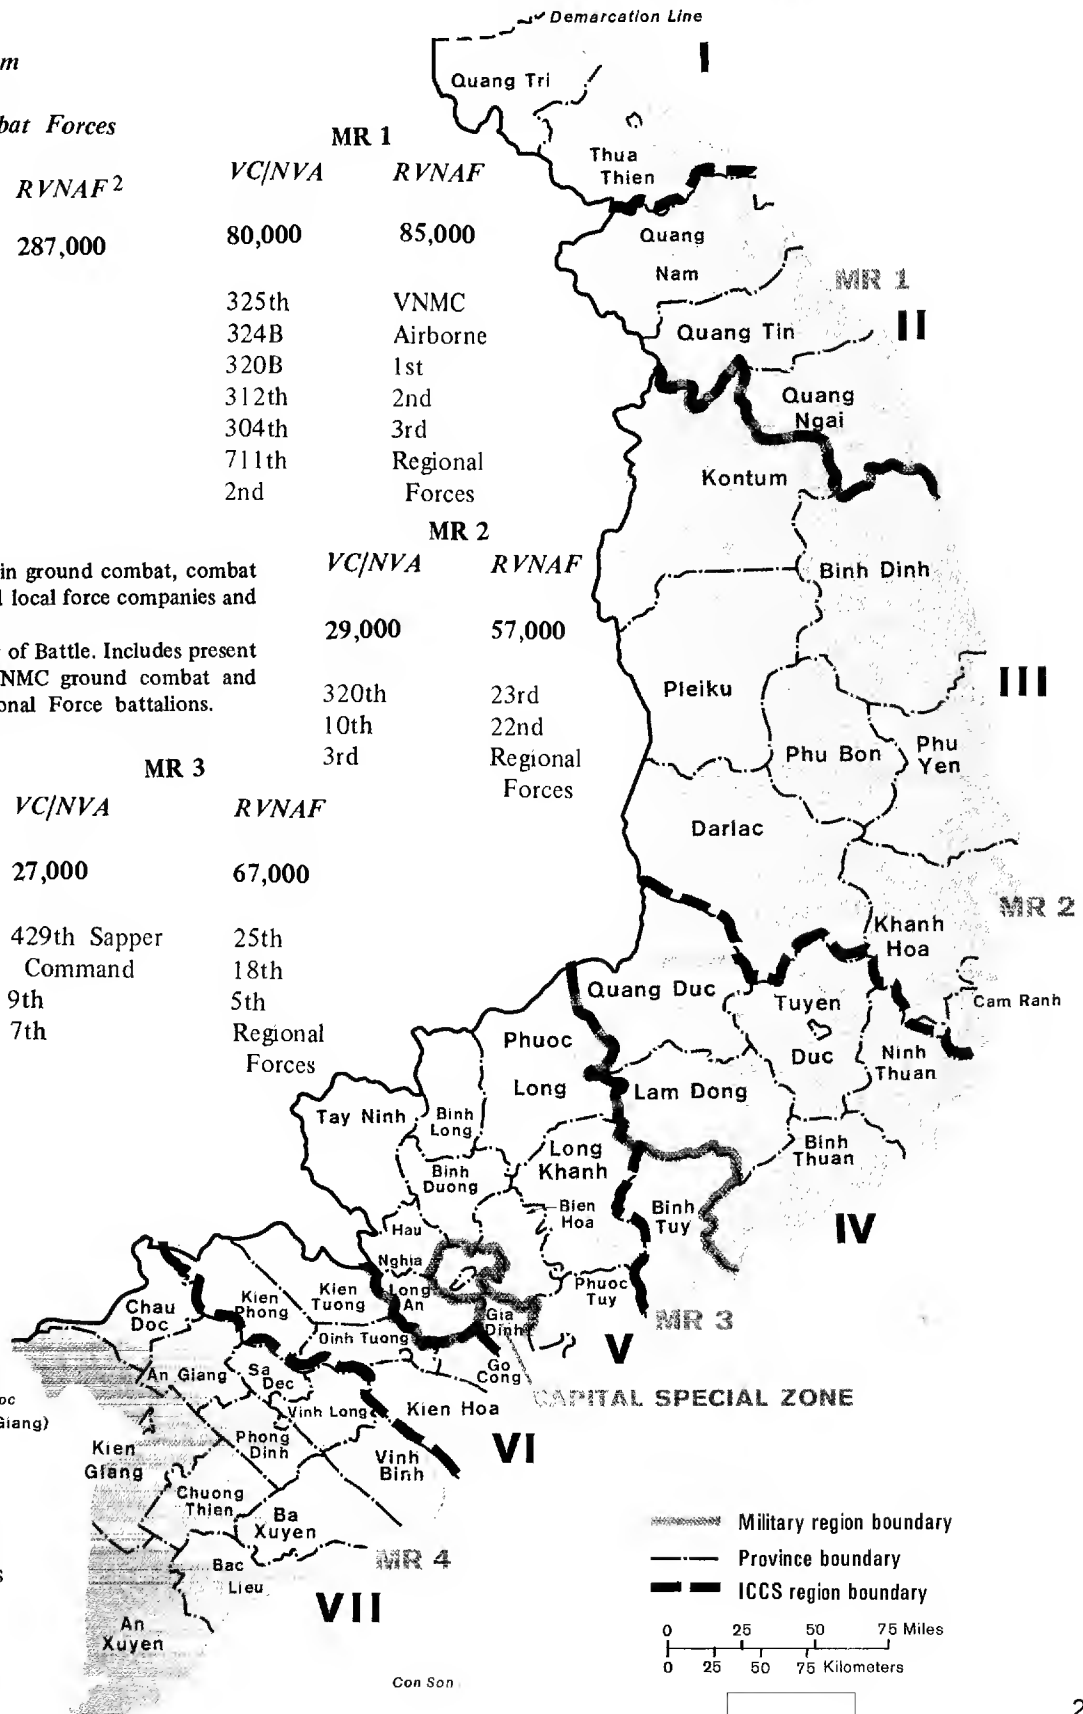 Demarcation Line
m
I
Quang Tri
bat Forces
MR 1
VC/NVA RVNAF
RVNAF2
80,000 85,000
287,000
325th VNMC
324B Airborne
320B 1st
312th 2nd
304th 3rd
711th Regional
2nd Forces
Thua
Thien
Quang
Nam
MR 1
Quang Tin
II
Quang
Ngai
Kontum
MR 2
VC/NVA RVNAF
29,000 57,000
320th 23rd
10th 22nd
3rd Regional
Forces
in ground combat, combat
l local force companies and
of Battle. Includes present
NMC ground combat and
onal Force battalions.
Binh Dinh
III
Pleiku
Phu Bon
Phu
Yen
MR 3
VC/NVA RVNAF
27,000 67,000
429th Sapper 25th
Command 18th
9th 5th
7th Regional
Forces
Darlac
MR 2
Khanh
Hoa
Cam Ranh
Quang Duc
Tuyen
Duc
Ninh
Thuan
Phuoc
Long
Lam Dong
Tay Ninh
Binh
Long
Long
Khanh
Binh
Thuan
Binh
Duong
Bien
Hoa
Binh
Tuy
IV
Hau
Nghia
Phuoc
Tuy
Long
An
Gia
Dinh
MR 3
V
Kien
Tuong
Kien
Phong
Chau
Doc
Dinh Tuong
Go
Cong
An Giang
Sa
Dec
CAPITAL SPECIAL ZONE
oc
Giang)
Vinh Long
Kien Hoa
VI
Kien
Giang
Phong
Dinh
Vinh
Binh
Chuong
Thien
Ba
Xuyen
MR 4
Bac
Lieu
VII
s
An
Xuyen
Con Son
Military region boundary
Province boundary
ICCS region boundary
0 25 50 75 Miles
0 25 50 75 Kilometers
2